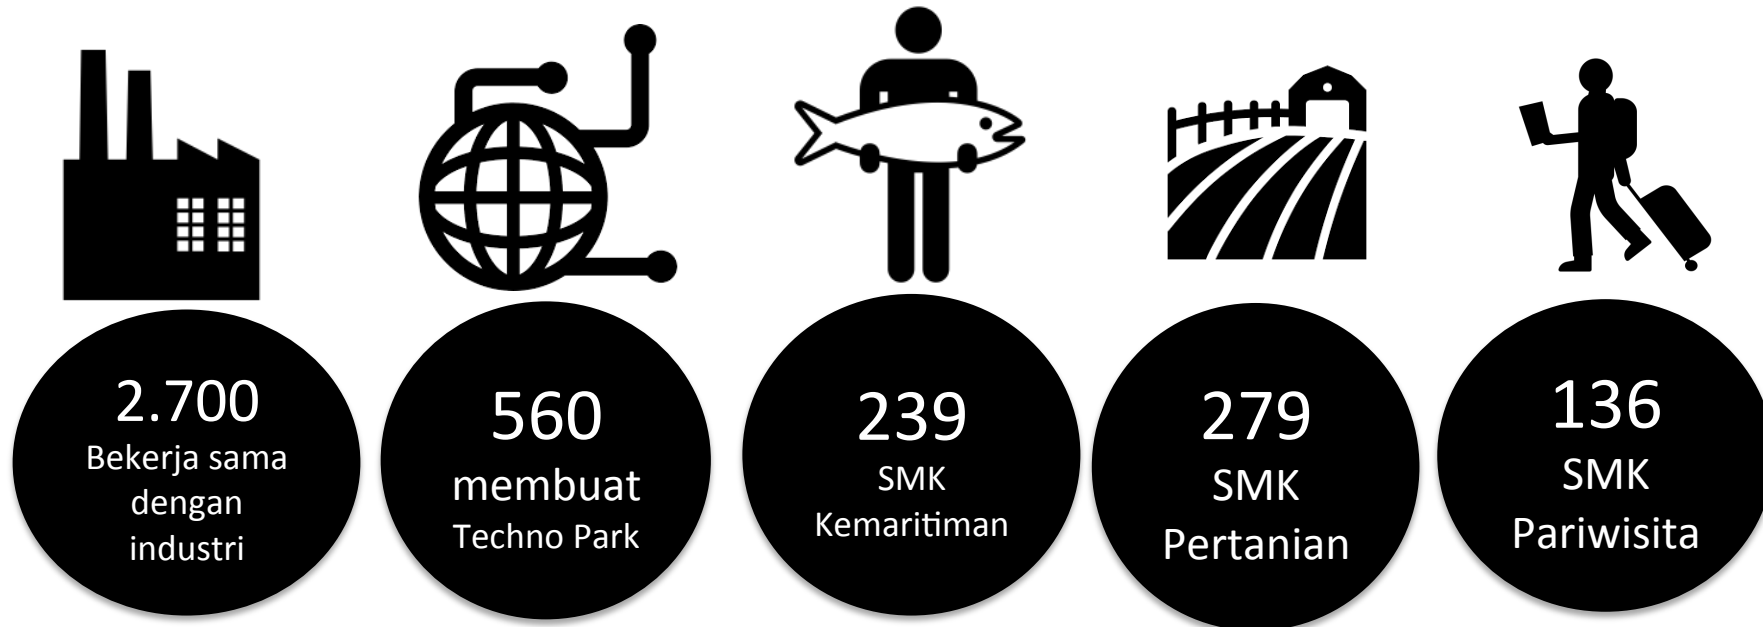 2.700
Bekerja sama
dengan
industri
560
membuat
Techno Park
239
SMK
Kemaritiman
279
SMK
Pertanian
136
SMK
Pariwisita